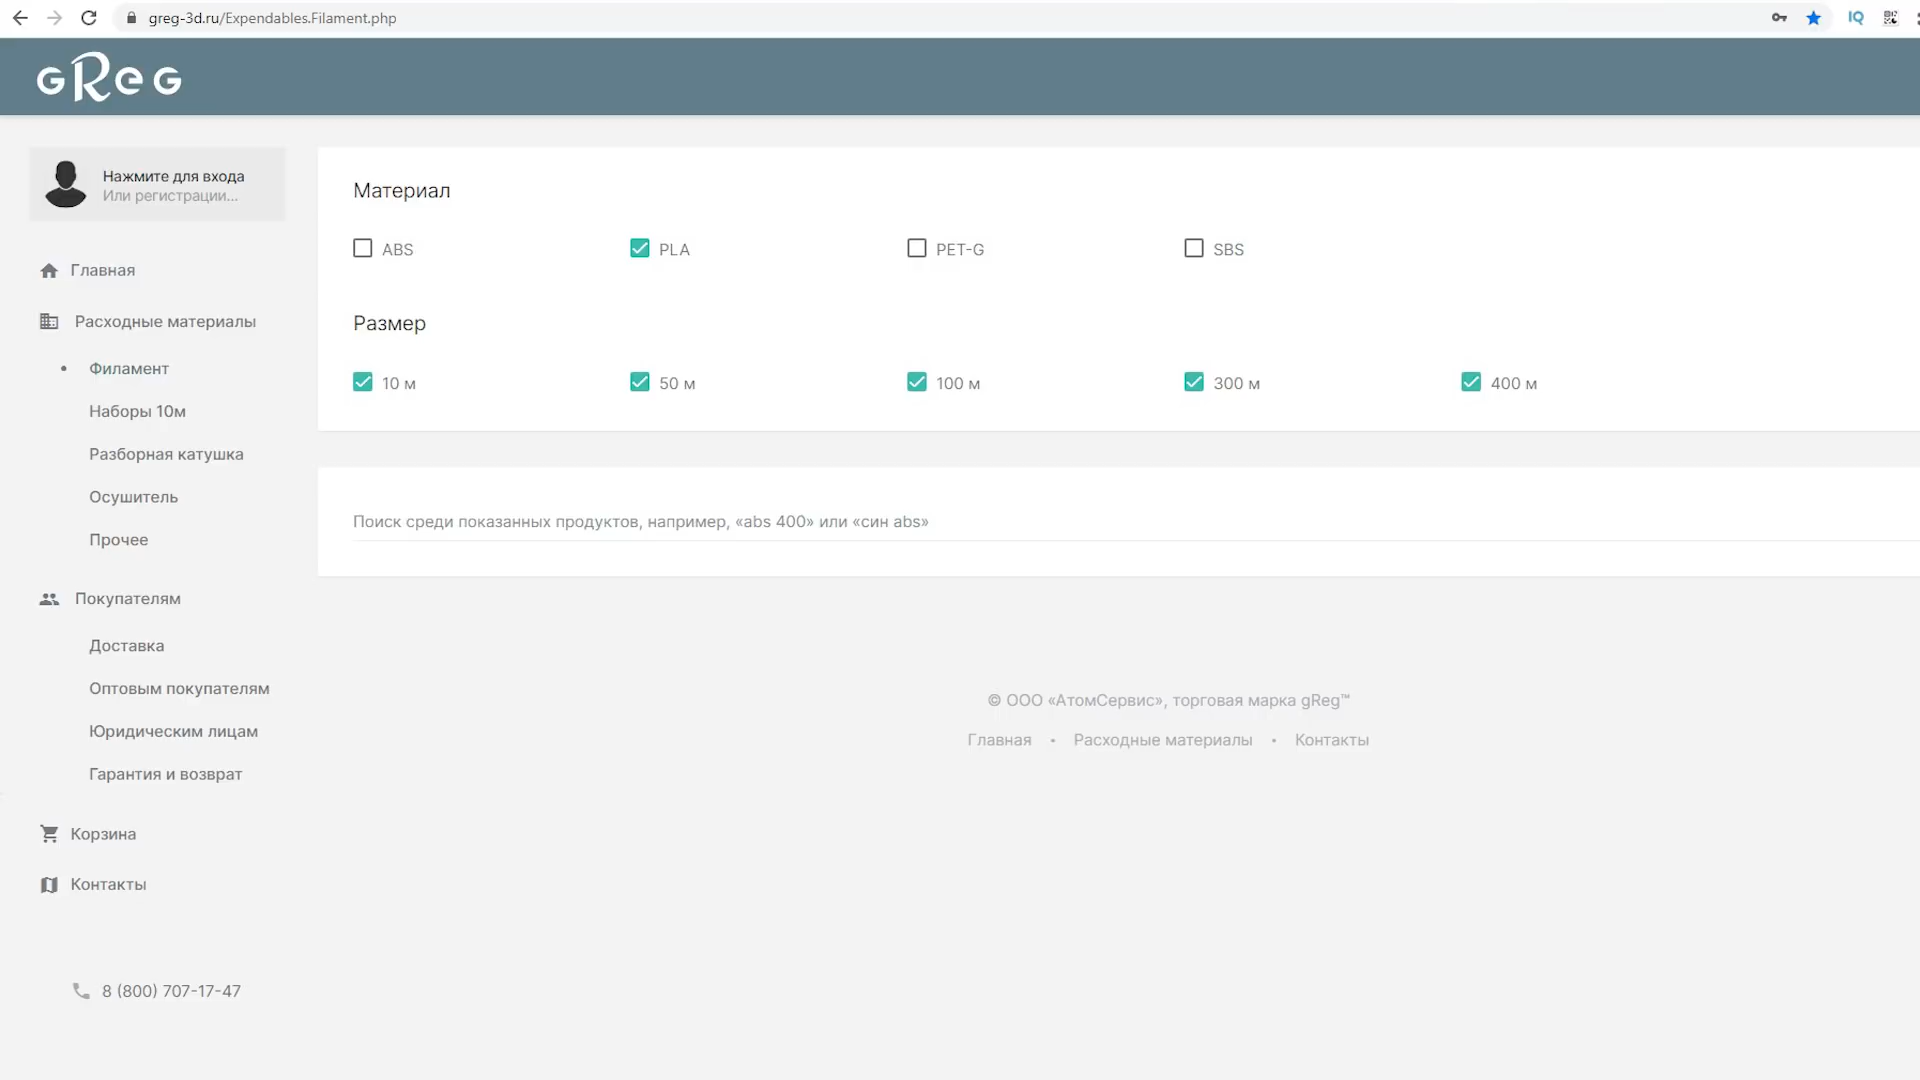 greg-3d.ru/Expendables.Filament.php
IQ
gReg
Нажмите для входа
Или регистрации...
Главная
Расходные материалы
Филамент
Наборы 10м
Разборная катушка
Осушитель
Прочее
Покупателям
Доставка
Оптовым покупателям
Юридическим лицам
Гарантия и возврат
Корзина
Контакты
8 (800) 707-17-47
Материал
ABS PLA PET-G SBS
Размер
10 м 50 м 100 м 300 м 400 м
Поиск среди показанных продуктов, например, «abs 400» или «син abs»
© ООО «АтомСервис», торговая марка gReg™
Главная • Расходные материалы • Контакты